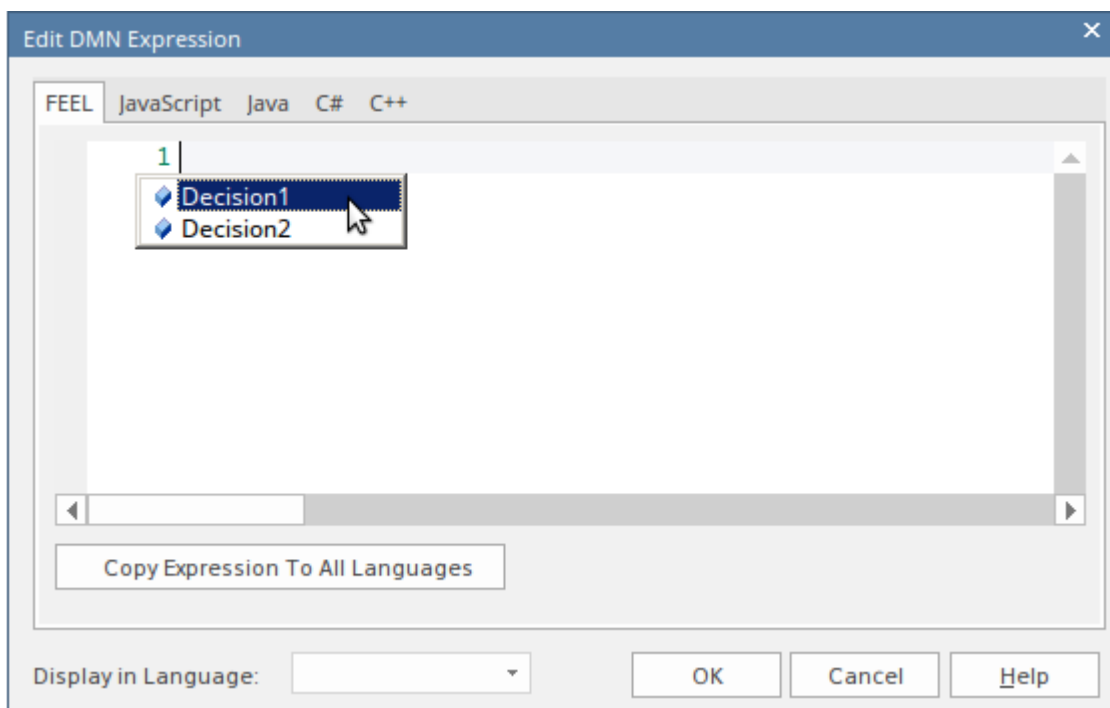 Edit DMN Expression
FEEL JavaScript Java C# C++
1
Decision1
Decision2
Copy Expression To All Languages
Display in Language: OK Cancel Help